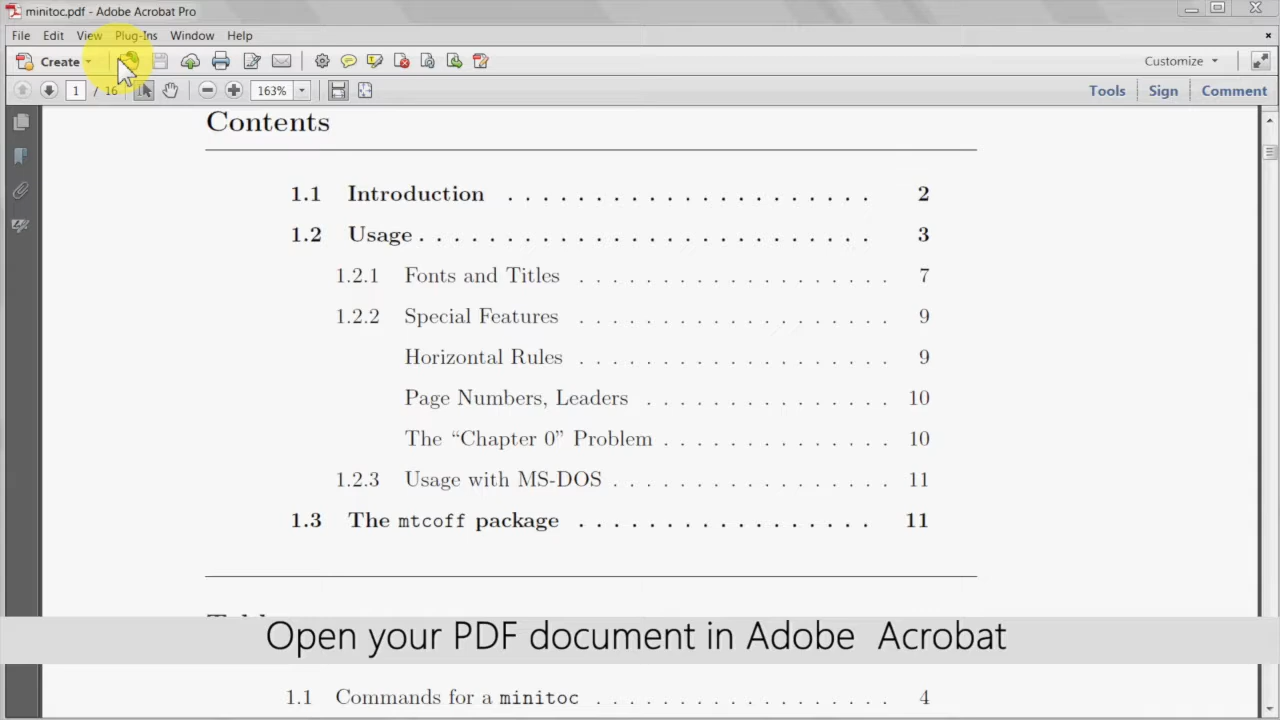 minitoc.pdf - Adobe Acrobat Pro
File Edit View Plug-Ins Window Help
Create
Customize
1 / 16 163% Tools Sign Comment
Contents
1.1 Introduction . . . . . . . . . . . . . . . . . . . . . 2
1.2 Usage . . . . . . . . . . . . . . . . . . . . . . . . . . 3
1.2.1 Fonts and Titles . . . . . . . . . . . . . . . . . . 7
1.2.2 Special Features . . . . . . . . . . . . . . . . . . 9
Horizontal Rules . . . . . . . . . . . . . . . . . . 9
Page Numbers, Leaders . . . . . . . . . . . . . . 10
The “Chapter 0” Problem . . . . . . . . . . . . . 10
1.2.3 Usage with MS-DOS . . . . . . . . . . . . . . . . 11
1.3 The mtcoff package . . . . . . . . . . . . . . . . . 11
Open your PDF document in Adobe Acrobat
1.1 Commands for a minitoc . . . . . . . . . . . . . . . . . 4